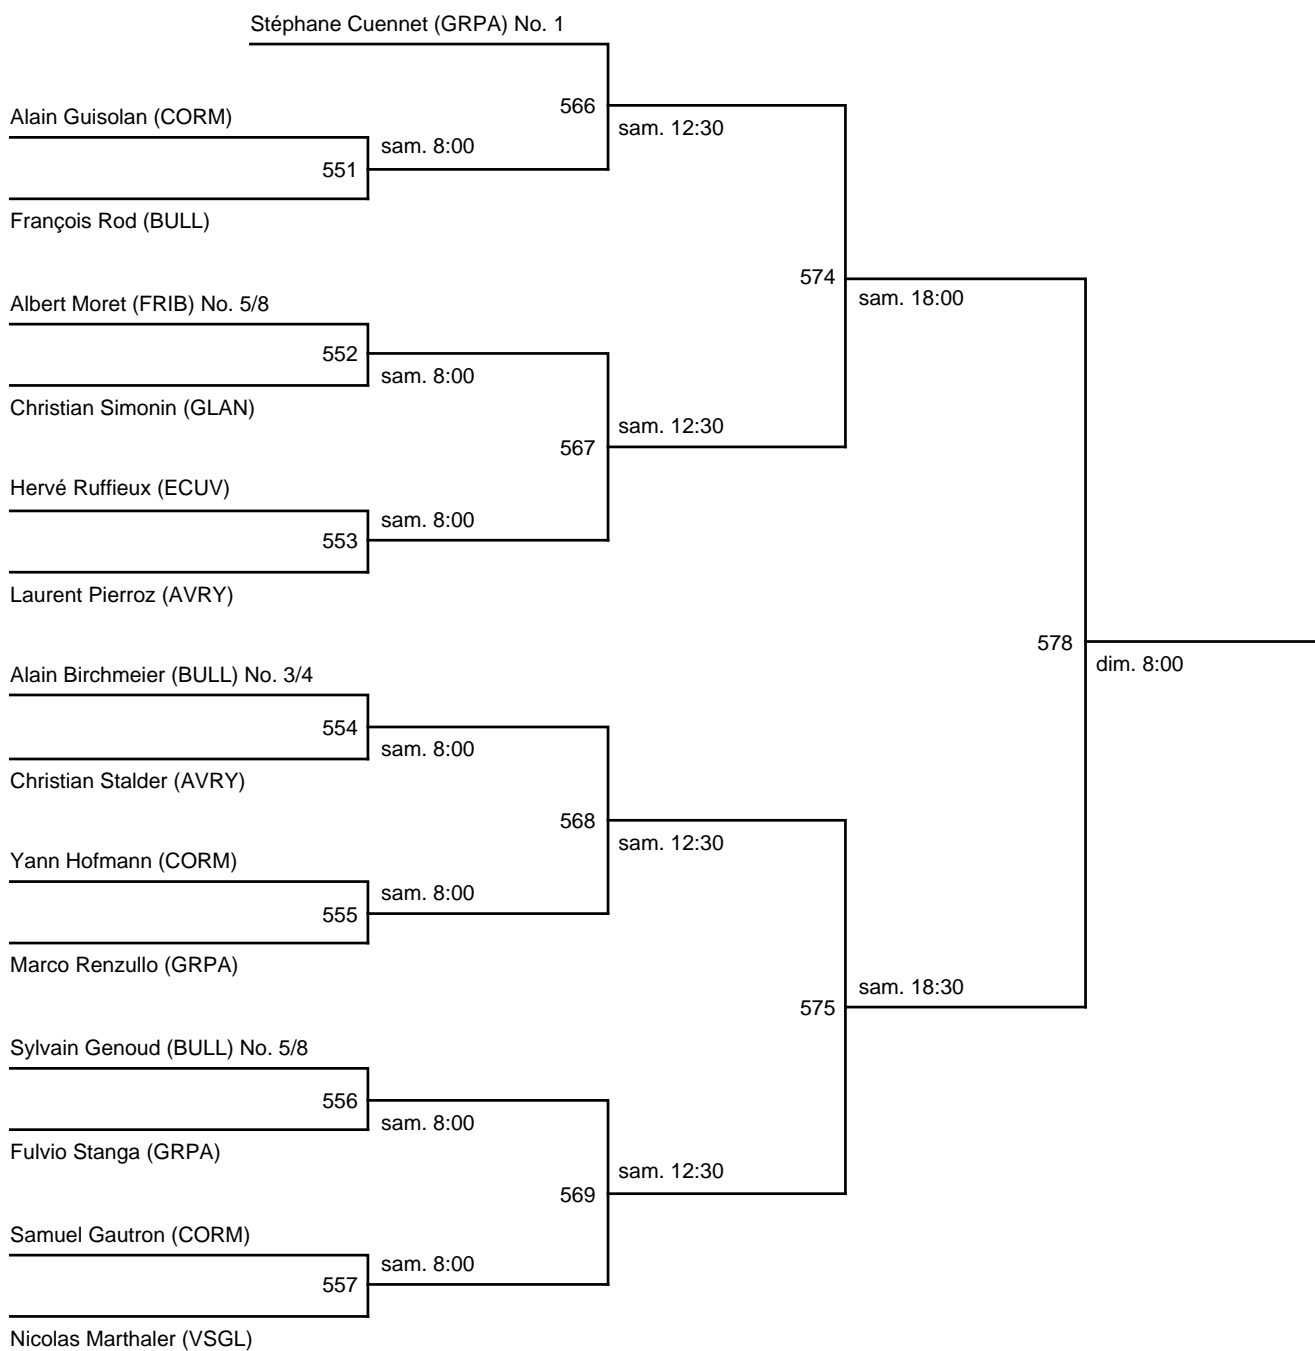 Stéphane Cuennet (GRPA) No. 1
566
sam. 12:30
Alain Guisolan (CORM)
sam. 8:00
551
François Rod (BULL)
574
sam. 18:00
Albert Moret (FRIB) No. 5/8
552
sam. 8:00
Christian Simonin (GLAN)
sam. 12:30
567
Hervé Ruffieux (ECUV)
sam. 8:00
553
Laurent Pierroz (AVRY)
578
dim. 8:00
Alain Birchmeier (BULL) No. 3/4
554
sam. 8:00
Christian Stalder (AVRY)
568
sam. 12:30
Yann Hofmann (CORM)
sam. 8:00
555
Marco Renzullo (GRPA)
sam. 18:30
575
Sylvain Genoud (BULL) No. 5/8
556
sam. 8:00
Fulvio Stanga (GRPA)
sam. 12:30
569
Samuel Gautron (CORM)
sam. 8:00
557
Nicolas Marthaler (VSGL)